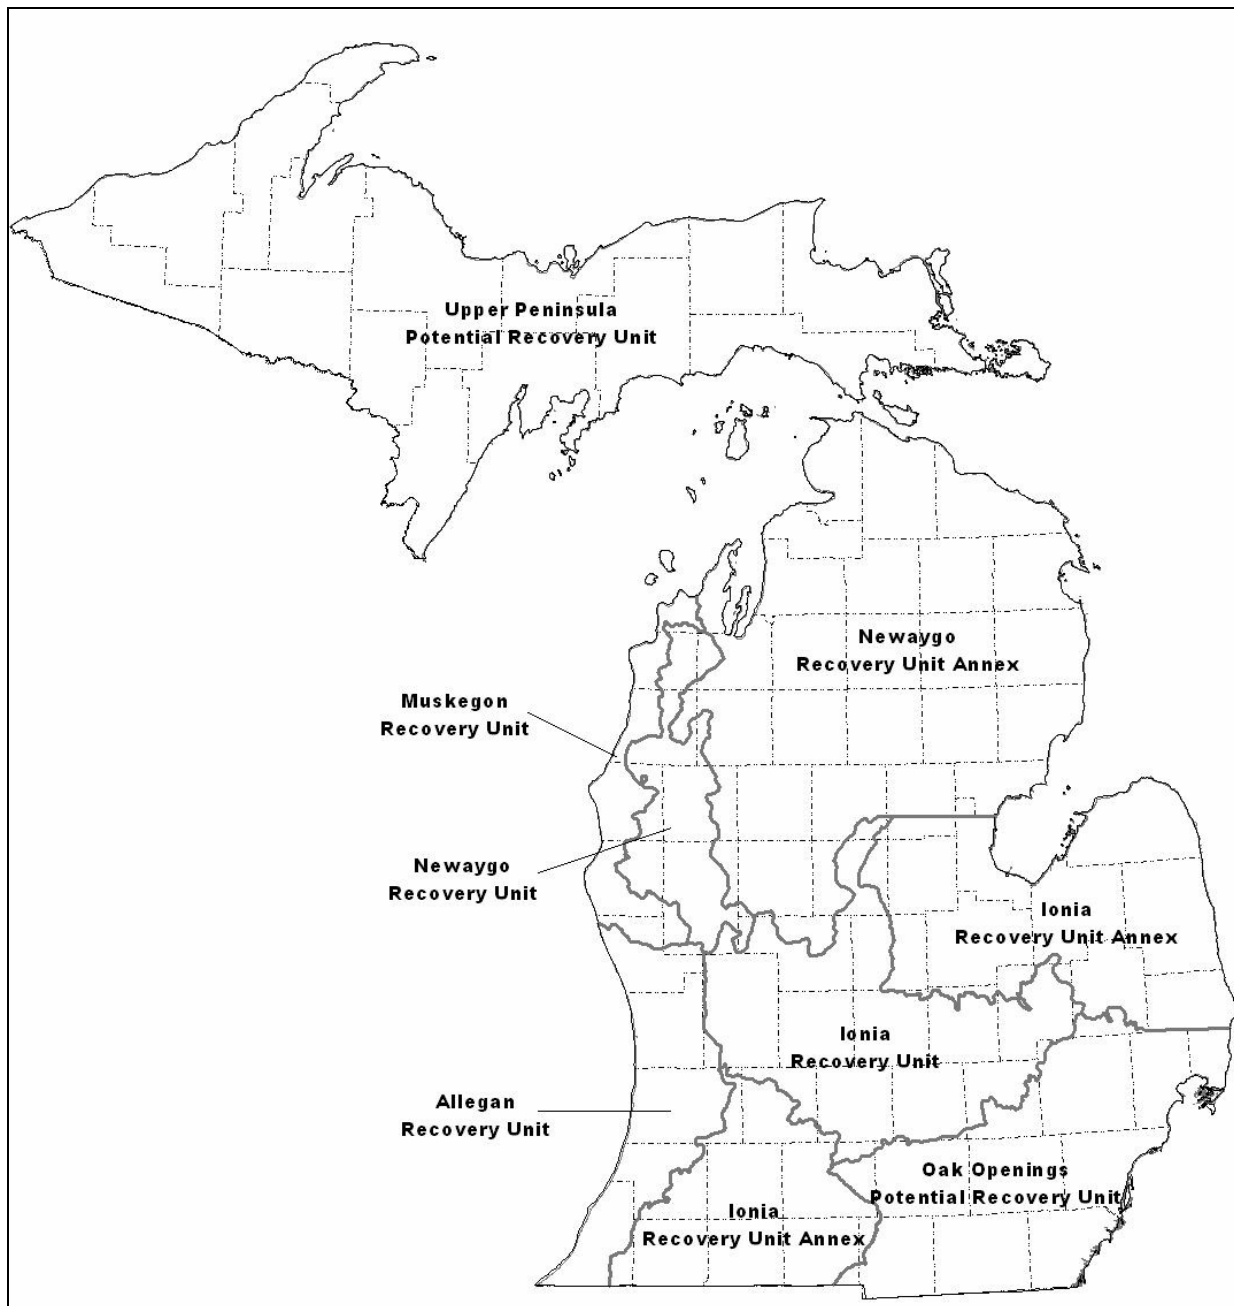 Upper Peninsula
Potential Recovery Unit
Newaygo
Recovery Unit Annex
Muskegon
Recovery Unit
Newaygo
Recovery Unit
Ionia
Recovery Unit Annex
Ionia
Recovery Unit
Allegan
Recovery Unit
Oak Openings
Potential Recovery Unit
Ionia
Recovery Unit Annex